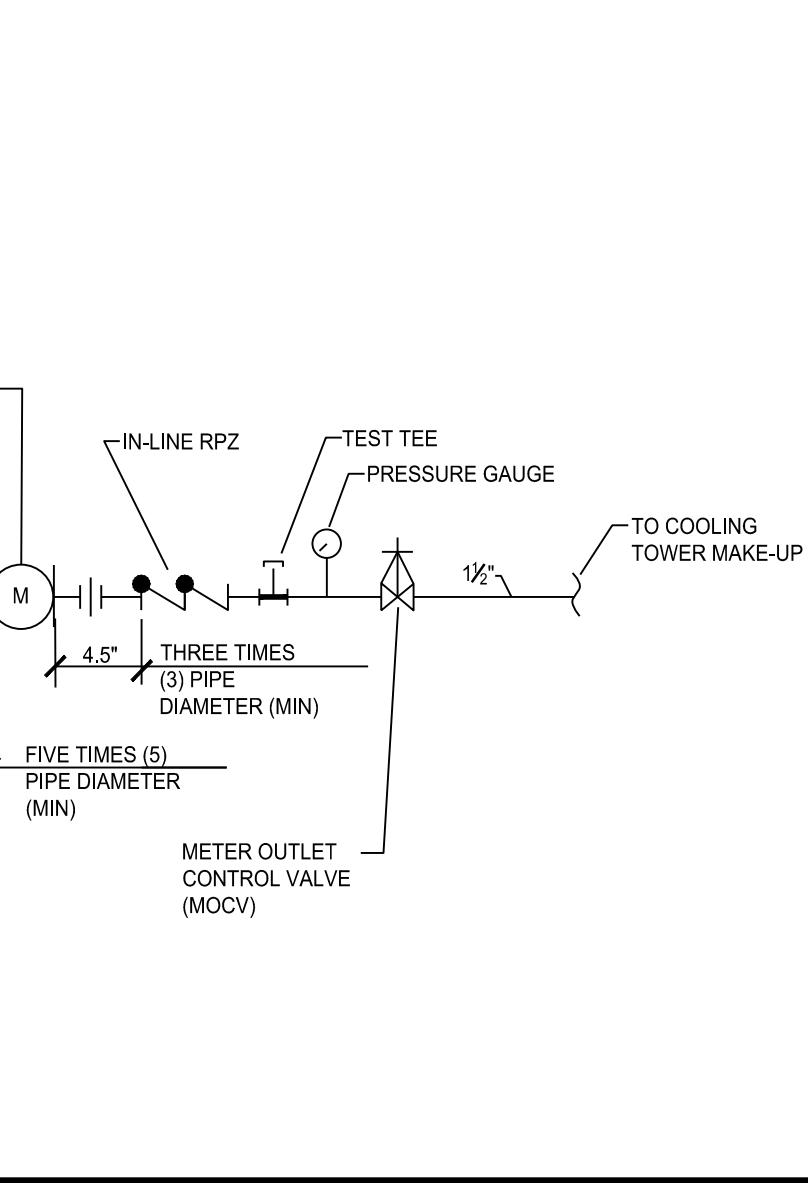 IN-LINE RPZ
TEST TEE
PRESSURE GAUGE
TO COOLING
TOWER MAKE-UP
1½"
M
4.5"
THREE TIMES
(3) PIPE
DIAMETER (MIN)
FIVE TIMES (5)
PIPE DIAMETER
(MIN)
METER OUTLET
CONTROL VALVE
(MOCV)